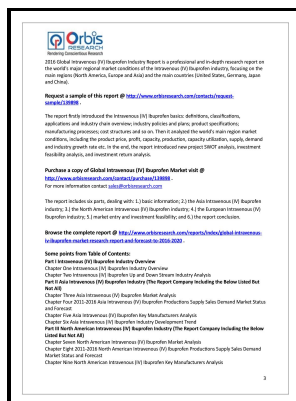 Orbis
RESEARCH
Rendering Conscientious Research
2016 Global Intravenous (IV) Ibuprofen Industry Report is a professional and in-depth research report on
the world's major regional market conditions of the Intravenous (IV) Ibuprofen industry, focusing on the
main regions (North America, Europe and Asia) and the main countries (United States, Germany, Japan
and China).
Request a sample of this report @ http://www.orbisresearch.com/contacts/request-
sample/139898 .
The report firstly introduced the Intravenous (IV) Ibuprofen basics: definitions, classifications,
applications and industry chain overview; industry policies and plans; product specifications;
manufacturing processes; cost structures and so on. Then it analyzed the world's main region market
conditions, including the product price, profit, capacity, production, capacity utilization, supply, demand
and industry growth rate etc. In the end, the report introduced new project SWOT analysis, investment
feasibility analysis, and investment return analysis.
Purchase a copy of Global Intravenous (IV) Ibuprofen Market visit @
http://www.orbisresearch.com/contact/purchase/139898 .
For more information contact sales@orbisresearch.com
The report includes six parts, dealing with: 1.) basic information; 2.) the Asia Intravenous (IV) Ibuprofen
industry; 3.) the North American Intravenous (IV) Ibuprofen industry; 4.) the European Intravenous (IV)
Ibuprofen industry; 5.) market entry and investment feasibility; and 6.) the report conclusion.
Browse the complete report @ http://www.orbisresearch.com/reports/index/global-intravenous-
iv-ibuprofen-market-research-report-and-forecast-to-2016-2020 .
Some points from Table of Contents:
Part I Intravenous (IV) Ibuprofen Industry Overview
Chapter One Intravenous (IV) Ibuprofen Industry Overview
Chapter Two Intravenous (IV) Ibuprofen Up and Down Stream Industry Analysis
Part II Asia Intravenous (IV) Ibuprofen Industry (The Report Company Including the Below Listed But
Not All)
Chapter Three Asia Intravenous (IV) Ibuprofen Market Analysis
Chapter Four 2011-2016 Asia Intravenous (IV) Ibuprofen Productions Supply Sales Demand Market Status
and Forecast
Chapter Five Asia Intravenous (IV) Ibuprofen Key Manufacturers Analysis
Chapter Six Asia Intravenous (IV) Ibuprofen Industry Development Trend
Part III North American Intravenous (IV) Ibuprofen Industry (The Report Company Including the Below
Listed But Not All)
Chapter Seven North American Intravenous (IV) Ibuprofen Market Analysis
Chapter Eight 2011-2016 North American Intravenous (IV) Ibuprofen Productions Supply Sales Demand
Market Status and Forecast
Chapter Nine North American Intravenous (IV) Ibuprofen Key Manufacturers Analysis
3